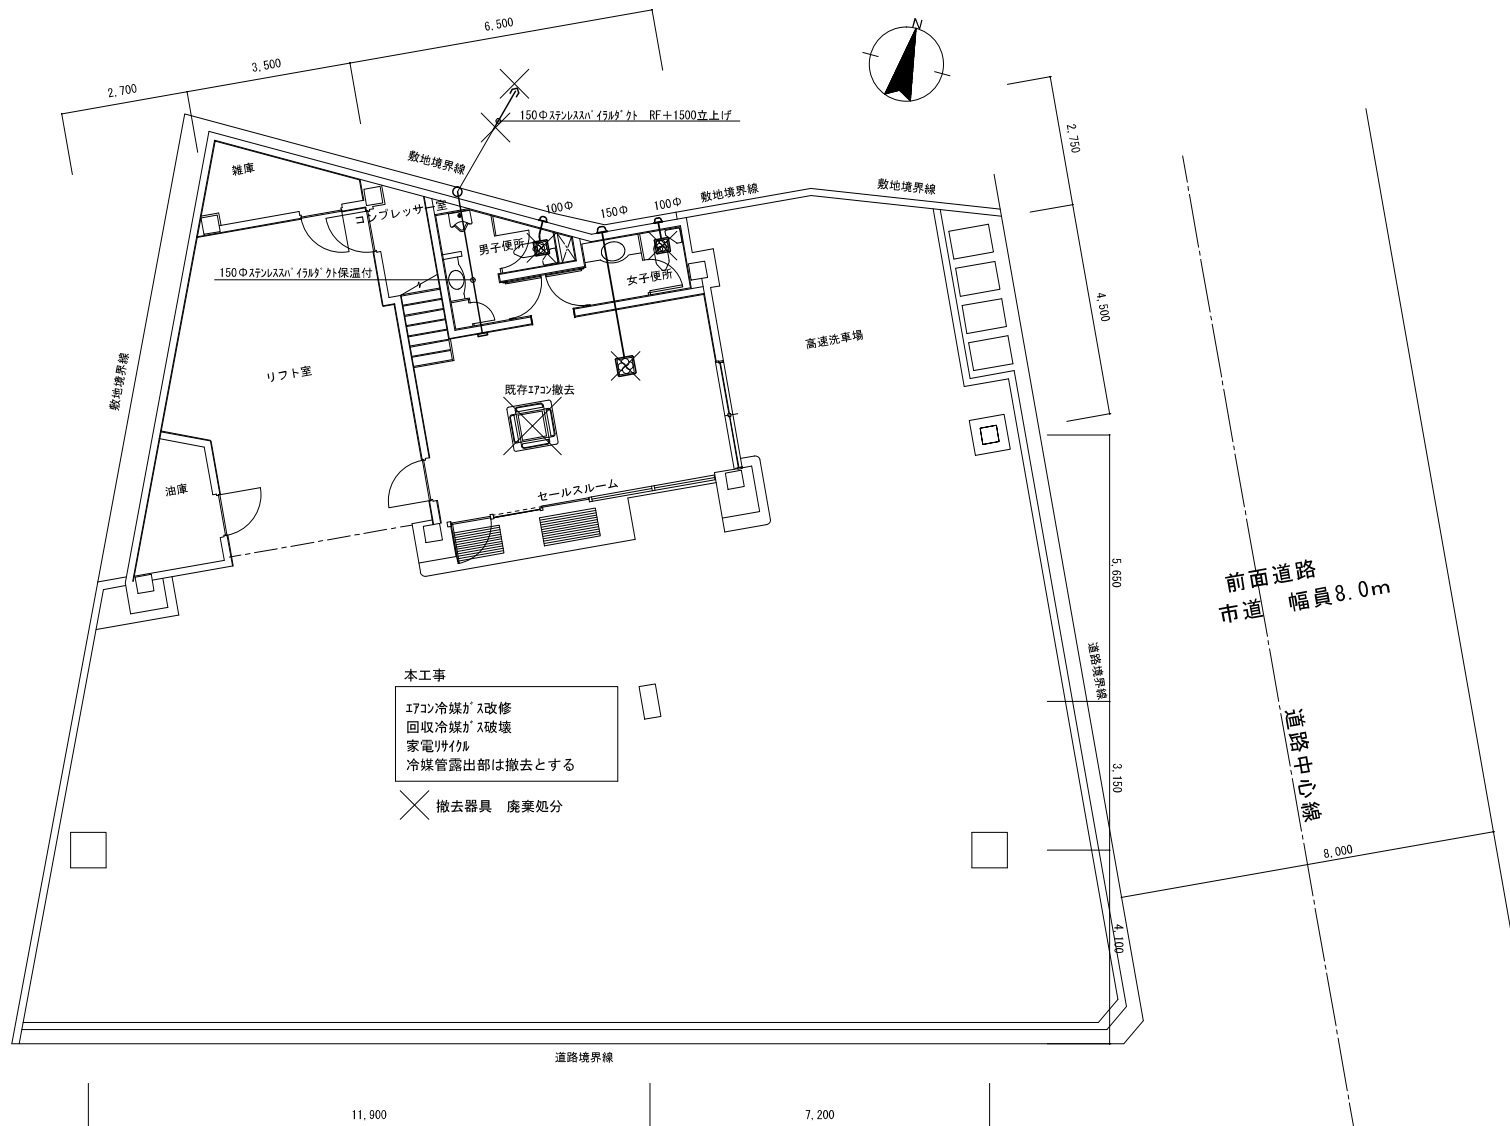 6,500
3,500
2,700
N
150Φステンレススパイラルダクト RF+1500立上げ
2,750
敷地境界線
雑庫
敷地境界線
敷地境界線
コンプレッサー室
100Φ
150Φ
100Φ
男子便所
女子便所
150Φステンレススパイラルダクト保温付
4,500
高速洗車場
敷地境界線
リフト室
既存エアコン撤去
油庫
セールスルーム
5,650
前面道路
市道 幅員8.0m
道路境界線
本工事
エアコン冷媒ガス改修
回収冷媒ガス破壊
家電リサイクル
冷媒管露出部は撤去とする
撤去器具 廃棄処分
道路中心線
3,150
8,000
4,100
道路境界線
11,900
7,200